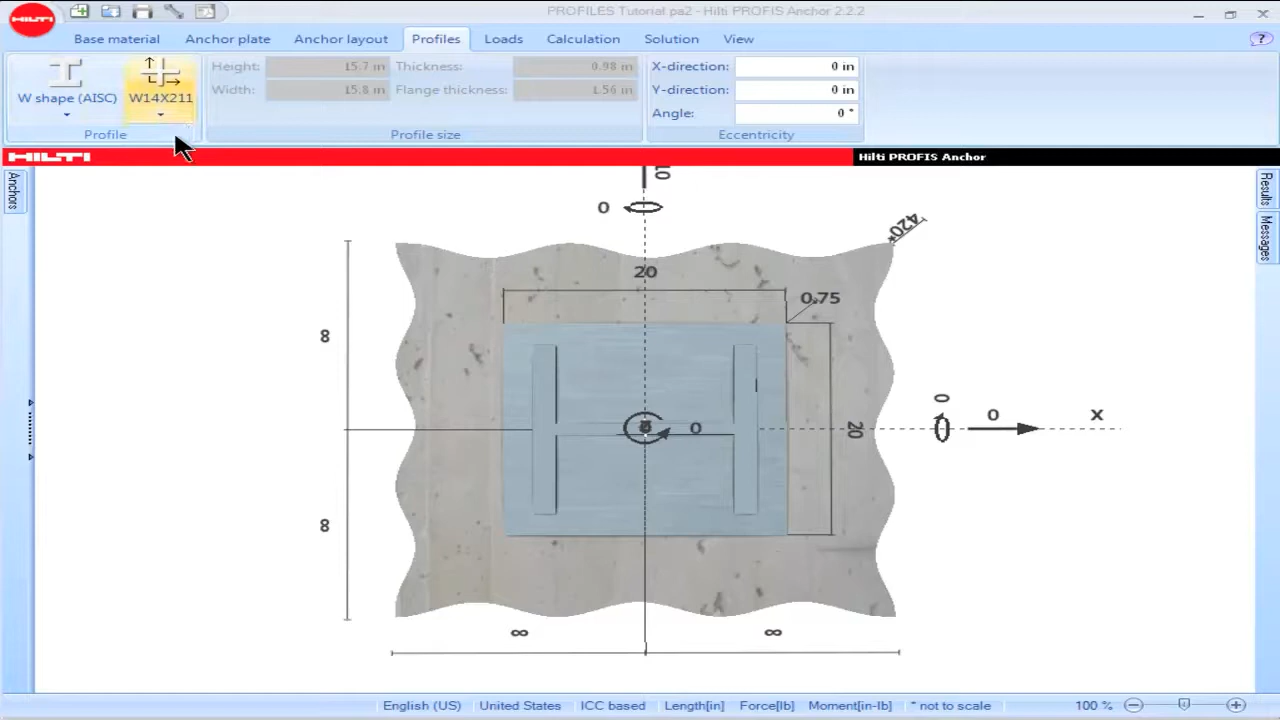 PROFILES Tutorial pa2 - Hilti PROFIS Anchor 2.2.2
HILTI
Base material Anchor plate Anchor layout Profiles Loads Calculation Solution View
Height: 15.7 in Thickness: 0.98 in X-direction: 0 in
W shape (AISC) W14X211 Width: 15.8 in Flange thickness: 1.56 in Y-direction: 0 in
Angle: 0 °
Profile Profile size Eccentricity
HILTI Hilti PROFIS Anchor
Anchors
Results
Messages
10
0
420*
20
0.75
8
0
0
0 x
20
8
∞ ∞
English (US) United States ICC based Length[in] Force[lb] Moment[in-lb] * not to scale 100 %